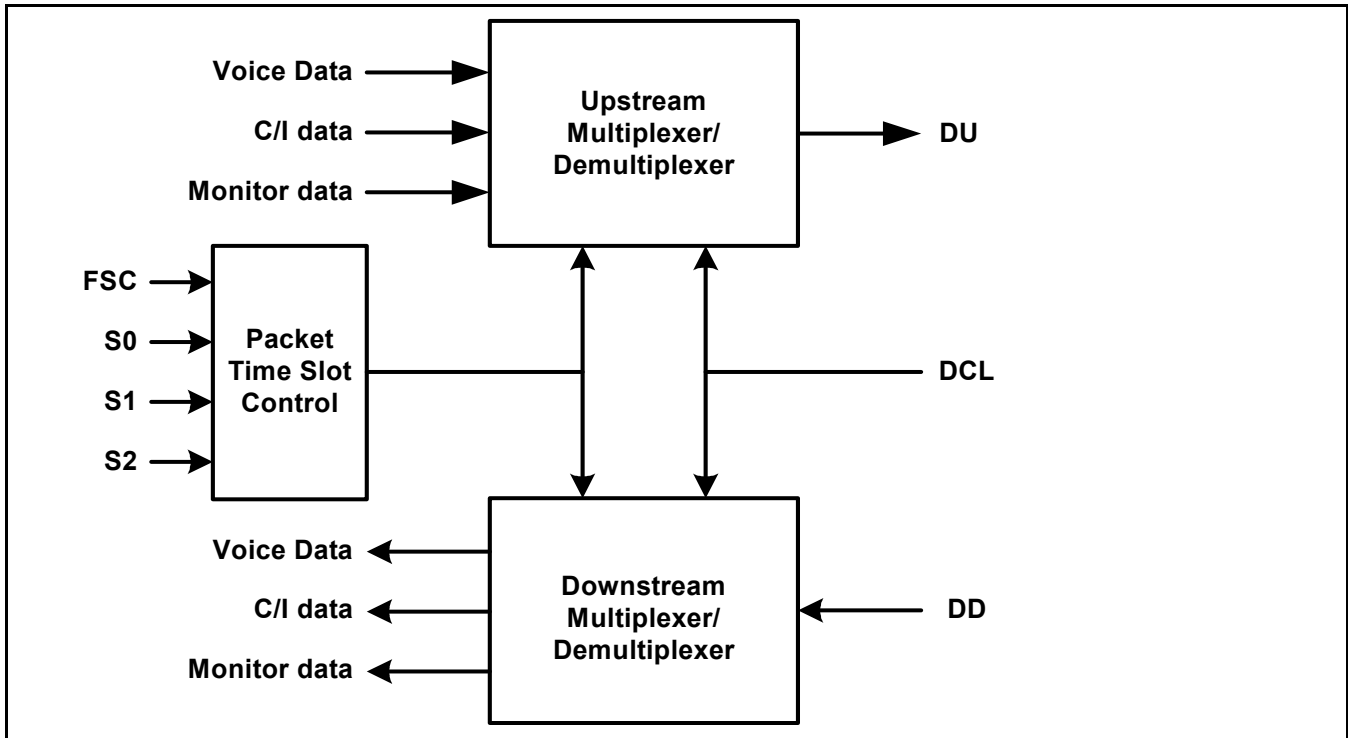 Voice Data
C/I data
Monitor data
Upstream
Multiplexer/
Demultiplexer
DU
FSC
S0
S1
S2
Packet
Time Slot
Control
DCL
Voice Data
C/I data
Monitor data
Downstream
Multiplexer/
Demultiplexer
DD